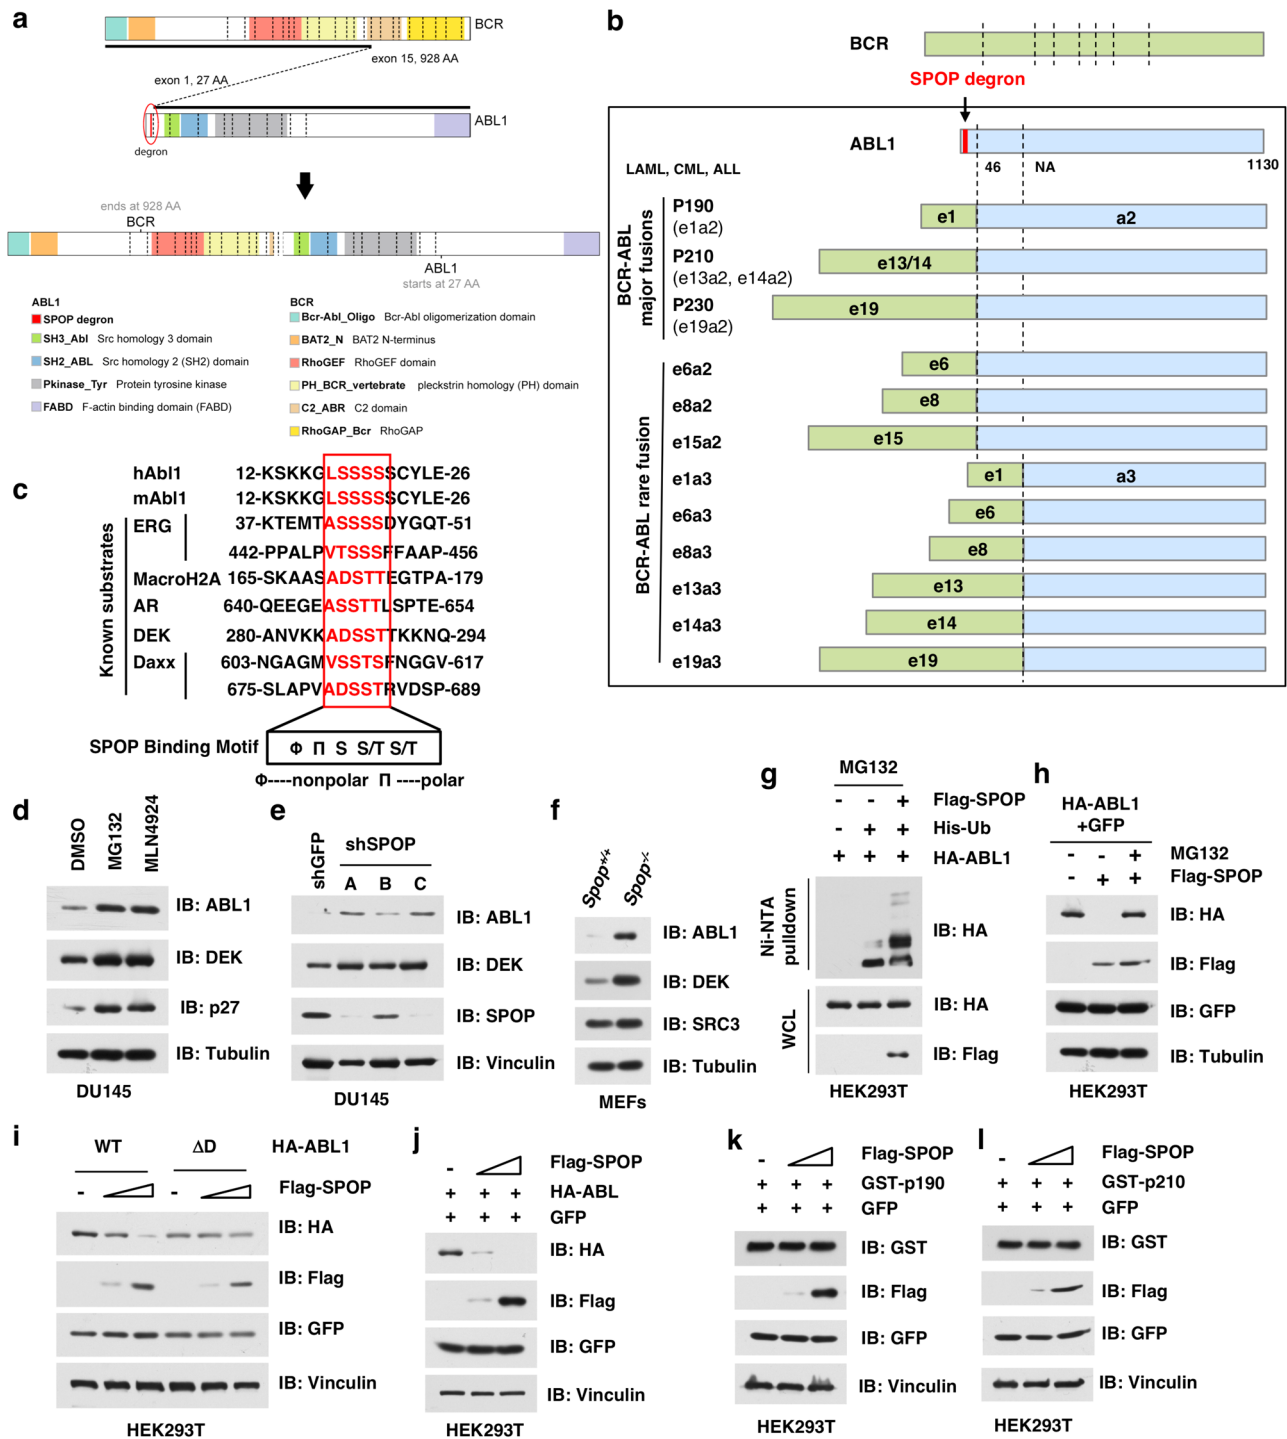 a
BCR
exon 15, 928 AA
exon 1, 27 AA
ABL1
degron
ends at 928 AA
BCR
ABL1
starts at 27 AA
ABL1
SPOP degron
SH3_Abl Src homology 3 domain
SH2_ABL Src homology 2 (SH2) domain
Pkinase_Tyr Protein tyrosine kinase
FABD F-actin binding domain (FABD)
BCR
Bcr-Abl_Oligo Bcr-Abl oligomerization domain
BAT2_N BAT2 N-terminus
RhoGEF RhoGEF domain
PH_BCR_vertebrate pleckstrin homology (PH) domain
C2_ABR C2 domain
RhoGAP_Bcr RhoGAP
b
BCR
SPOP degron
ABL1
46 NA 1130
LAML, CML, ALL
BCR-ABL major fusions
P190
(e1a2)
e1 a2
P210
(e13a2, e14a2)
e13/14
P230
(e19a2)
e19
BCR-ABL rare fusion
e6a2 e6
e8a2 e8
e15a2 e15
e1a3 e1 a3
e6a3 e6
e8a3 e8
e13a3 e13
e14a3 e14
e19a3 e19
c
hAbl1 12-KSKKGLSSSSSCYLE-26
mAbl1 12-KSKKGLSSSSSCYLE-26
Known substrates
ERG 37-KTEMTASSSSDYGQT-51
442-PPALPVTSSSFFAAP-456
MacroH2A 165-SKAASADSTTEGTPA-179
AR 640-QEEGEASSTTLSPTE-654
DEK 280-ANVKKADSSTTKKNQ-294
Daxx 603-NGAGMVSSTSFNGGV-617
675-SLAPVADSSTRVDSP-689
SPOP Binding Motif Φ Π S S/T S/T
Φ----nonpolar Π ----polar
d
DMSO MG132 MLN4924
IB: ABL1
IB: DEK
IB: p27
IB: Tubulin
DU145
e
shGFP shSPOP
A B C
IB: ABL1
IB: DEK
IB: SPOP
IB: Vinculin
DU145
f
Spop+/+ Spop-/-
IB: ABL1
IB: DEK
IB: SRC3
IB: Tubulin
MEFs
g
MG132
- - + Flag-SPOP
- + + His-Ub
+ + + HA-ABL1
Ni-NTA pulldown
IB: HA
WCL
IB: HA
IB: Flag
HEK293T
h
HA-ABL1
+GFP
- - + MG132
- + + Flag-SPOP
IB: HA
IB: Flag
IB: GFP
IB: Tubulin
HEK293T
i
WT ΔD HA-ABL1
- - Flag-SPOP
IB: HA
IB: Flag
IB: GFP
IB: Vinculin
HEK293T
j
- Flag-SPOP
+ + + HA-ABL
+ + + GFP
IB: HA
IB: Flag
IB: GFP
IB: Vinculin
HEK293T
k
- Flag-SPOP
+ + + GST-p190
+ + + GFP
IB: GST
IB: Flag
IB: GFP
IB: Vinculin
HEK293T
l
- Flag-SPOP
+ + + GST-p210
+ + + GFP
IB: GST
IB: Flag
IB: GFP
IB: Vinculin
HEK293T